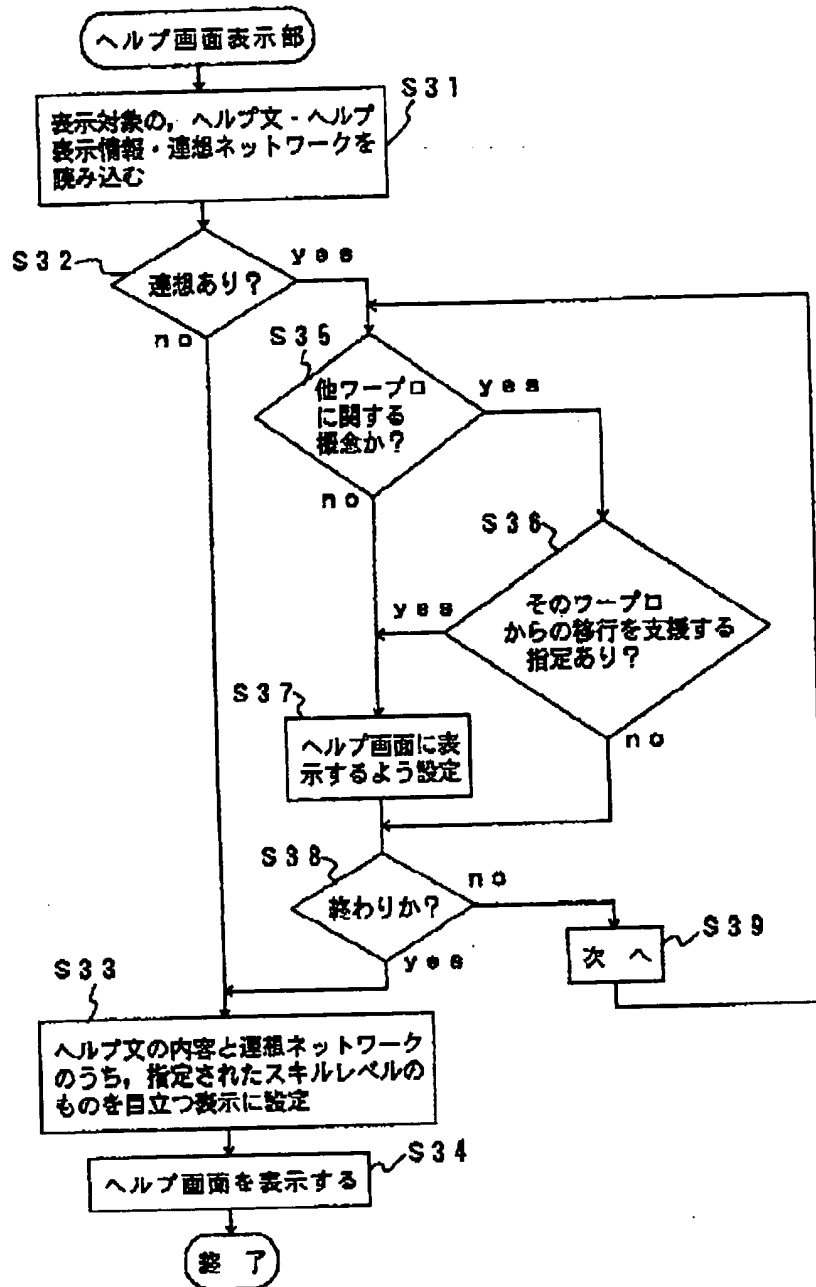 ヘルプ画面表示部
S31
表示対象の，ヘルプ文-ヘルプ
表示情報・連想ネットワークを
読み込む
S32
連想あり？
yes
no
S35
他ワープロ
に関する
概念か？
yes
no
S36
そのワープロ
からの移行を支援する
指定あり？
yes
no
S37
ヘルプ画面に表
示するよう設定
S38
終わりか？
no
yes
S39
次 へ
S33
ヘルプ文の内容と連想ネットワーク
のうち，指定されたスキルレベルの
ものを目立つ表示に設定
S34
ヘルプ画面を表示する
終 了